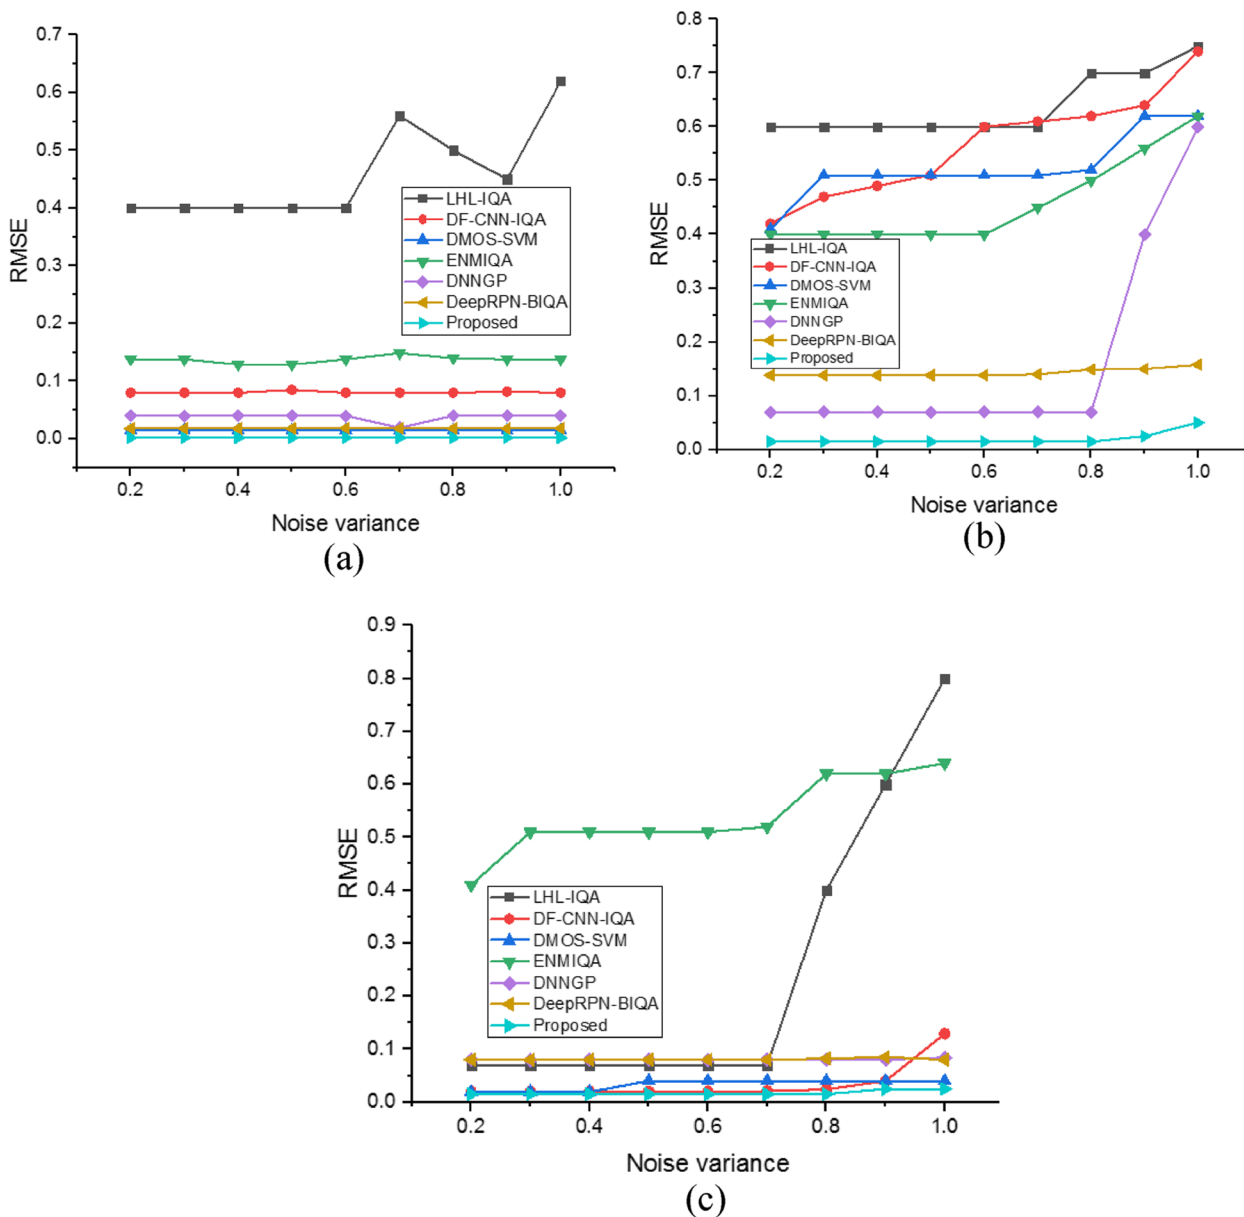 0.7
0.6
0.5
0.4
0.3
0.2
0.1
0.0
RMSE
LHL-IQA
DF-CNN-IQA
DMOS-SVM
ENMIQA
DNNGP
DeepRPN-BIQA
Proposed
0.2 0.4 0.6 0.8 1.0
Noise variance
(a)
0.8
0.7
0.6
0.5
0.4
0.3
0.2
0.1
0.0
RMSE
LHL-IQA
DF-CNN-IQA
DMOS-SVM
ENMIQA
DNNGP
DeepRPN-BIQA
Proposed
0.2 0.4 0.6 0.8 1.0
Noise variance
(b)
0.9
0.8
0.7
0.6
0.5
0.4
0.3
0.2
0.1
0.0
RMSE
LHL-IQA
DF-CNN-IQA
DMOS-SVM
ENMIQA
DNNGP
DeepRPN-BIQA
Proposed
0.2 0.4 0.6 0.8 1.0
Noise variance
(c)